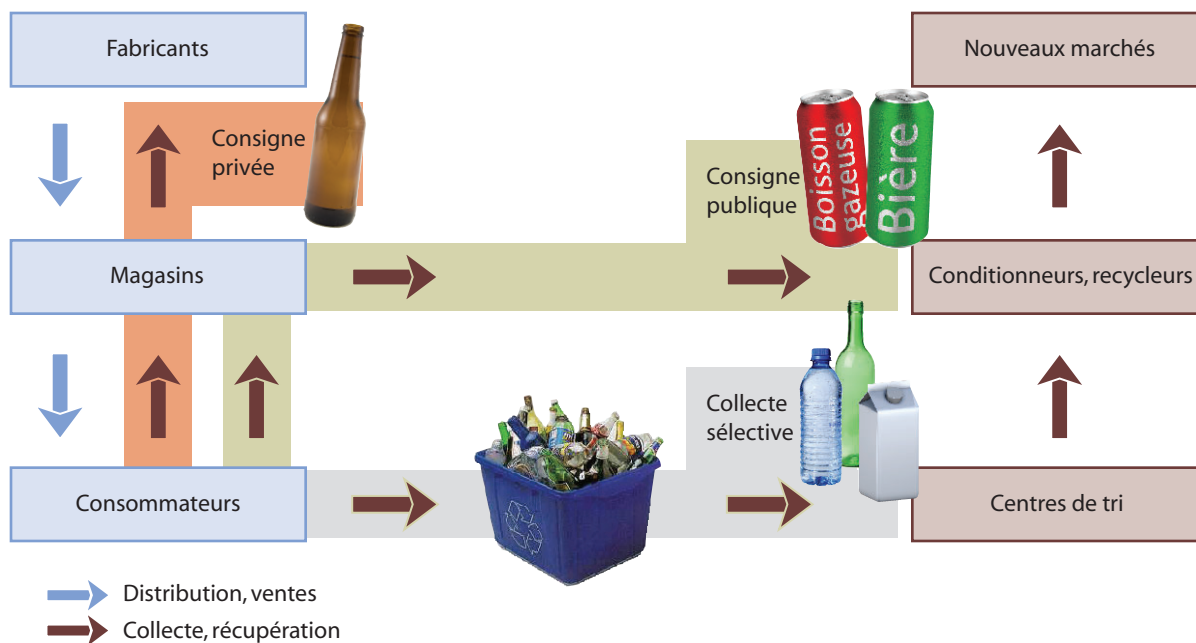 Fabricants
Nouveaux marchés
Consigne
privée
Boisson
gazeuse
Bière
Consigne
publique
Magasins
Conditionneurs, recycleurs
Collecte
sélective
Consommateurs
Centres de tri
Distribution, ventes
Collecte, récupération